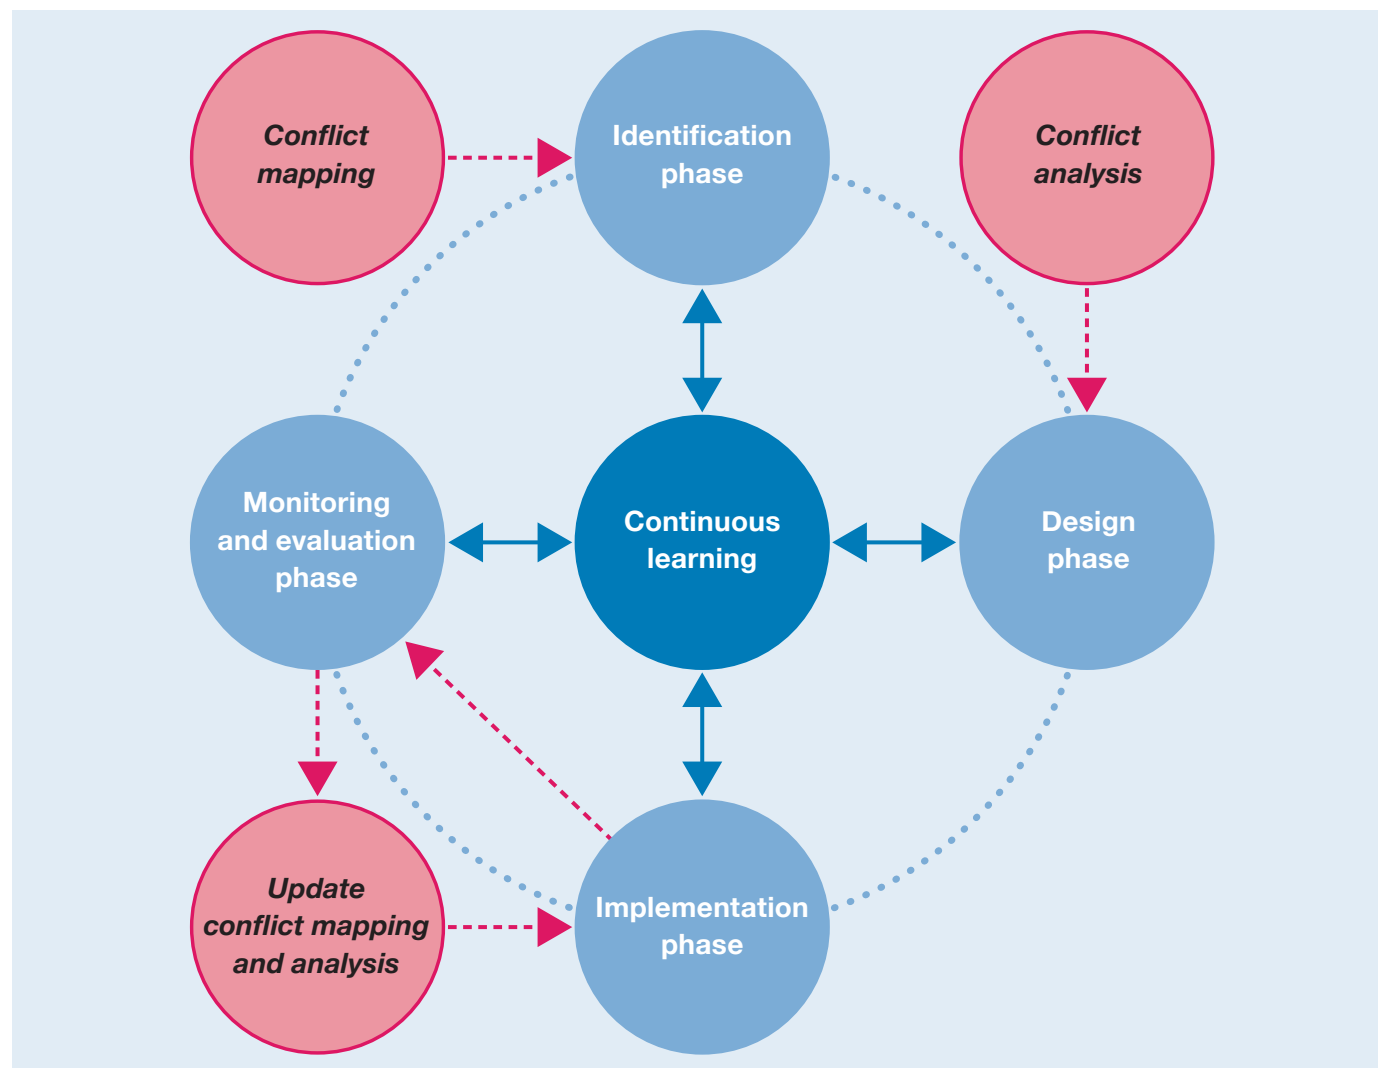 Conflict
mapping
Identification
phase
Conflict
analysis
Monitoring
and evaluation
phase
Continuous
learning
Design
phase
Update
conflict mapping
and analysis
Implementation
phase